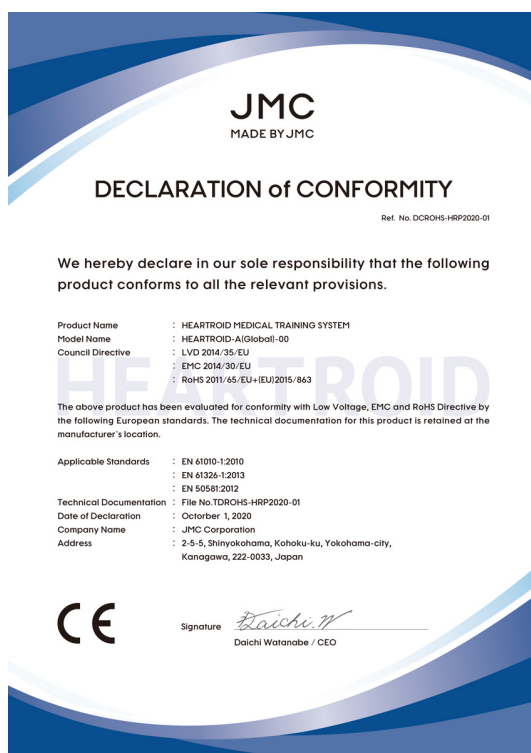 JMC
MADE BY JMC
DECLARATION of CONFORMITY
Ref. No. DCROHS-HRP2020-01
We hereby declare in our sole responsibility that the following
product conforms to all the relevant provisions.
Product Name : HEARTROID MEDICAL TRAINING SYSTEM
Model Name : HEARTROID-A(Global)-00
Council Directive : LVD 2014/35/EU
: EMC 2014/30/EU
: RoHS 2011/65/EU+(EU)2015/863
HEARTROID
The above product has been evaluated for conformity with Low Voltage, EMC and RoHS Directive by
the following European standards. The technical documentation for this product is retained at the
manufacturer's location.
Applicable Standards : EN 61010-1:2010
: EN 61326-1:2013
: EN 50581:2012
Technical Documentation : File No.TDROHS-HRP2020-01
Date of Declaration : Octorber 1, 2020
Company Name : JMC Corporation
Address : 2-5-5, Shinyokohama, Kohoku-ku, Yokohama-city,
Kanagawa, 222-0033, Japan
CE
Signature Daichi.W
Daichi Watanabe / CEO